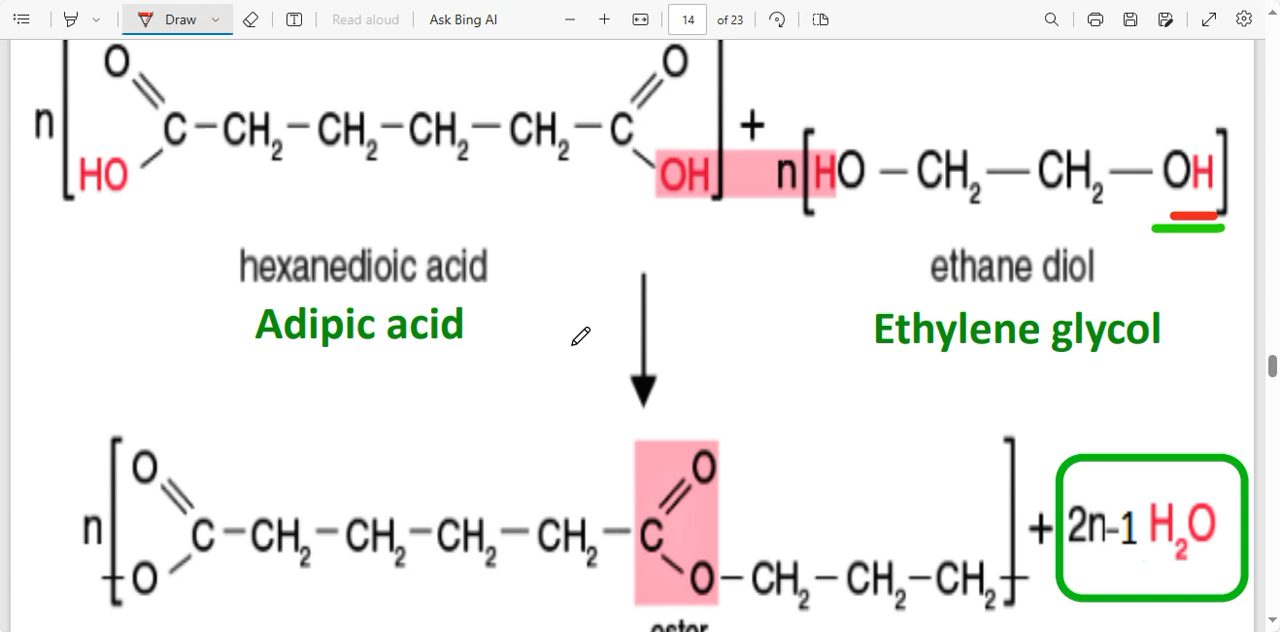 Draw Read aloud Ask Bing AI 14 of 23
O O
n C–CH₂–CH₂–CH₂–CH₂–C +
HO OH n[HO–CH₂–CH₂–OH]
hexanedioic acid ethane diol
Adipic acid Ethylene glycol
O O
n C–CH₂–CH₂–CH₂–CH₂–C + 2n-1 H₂O
O O–CH₂–CH₂–CH₂
ester